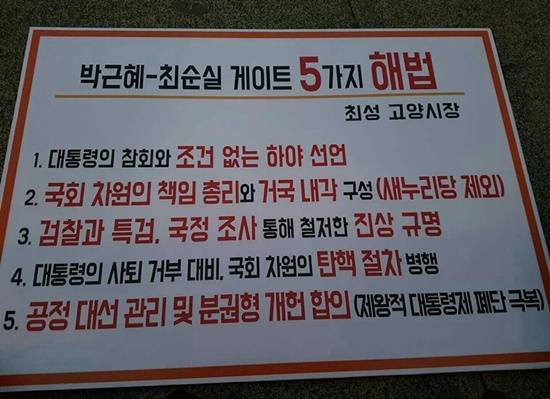 박근혜-최순실 게이트 5가지 해법
최성 고양시장
1. 대통령의 참회와 조건 없는 하야 선언
2. 국회 차원의 책임 총리와 거국 내각 구성 (새누리당 제외)
3. 검찰과 특검, 국정 조사 통해 철저한 진상 규명
4. 대통령의 사퇴 거부 대비, 국회 차원의 탄핵 절차 병행
5. 공정 대선 관리 및 분권형 개헌 합의 (제왕적 대통령제 폐단 극복)